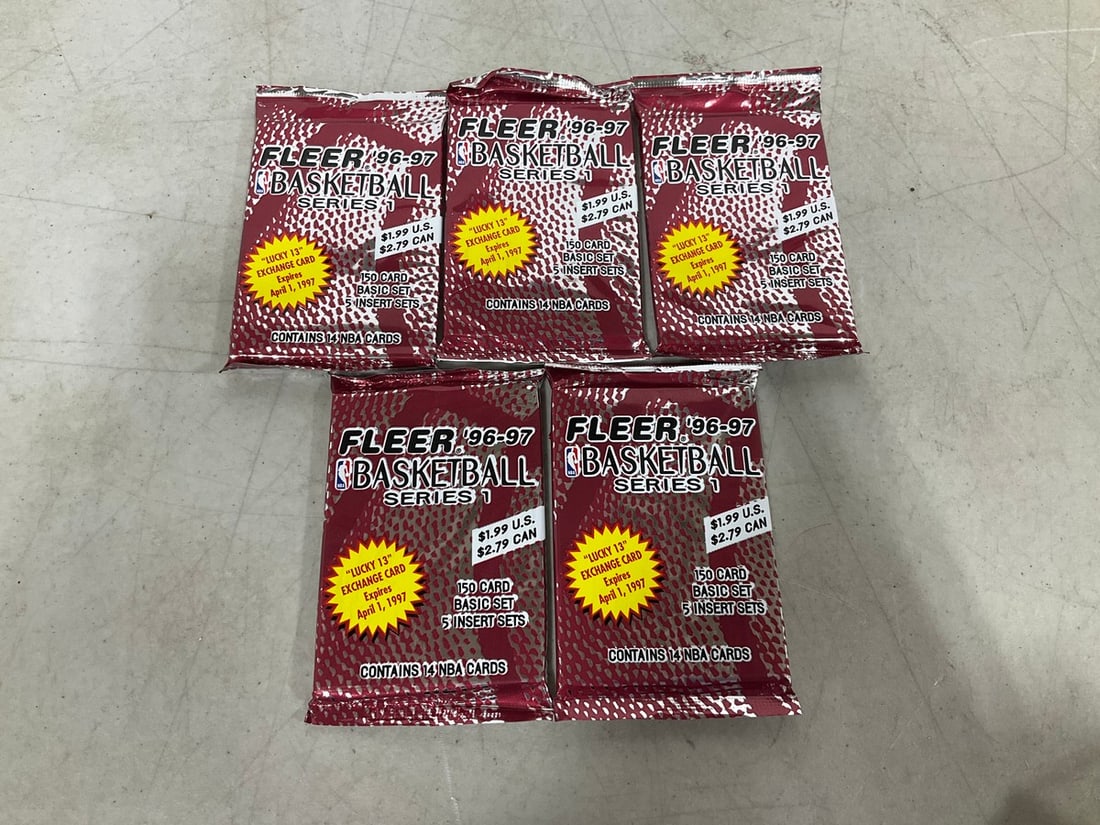 FLEER '96-97
BASKETBALL
SERIES 1
$1.99 U.S.
$2.79 CAN
"LUCKY 13"
EXCHANGE CARD
Expires
April 1, 1997
150 CARD
BASIC SET
5 INSERT SETS
CONTAINS 14 NBA CARDS
FLEER '96-97
BASKETBALL
SERIES 1
$1.99 U.S.
$2.79 CAN
"LUCKY 13"
EXCHANGE CARD
Expires
April 1, 1997
150 CARD
BASIC SET
5 INSERT SETS
CONTAINS 14 NBA CARDS
FLEER '96-97
BASKETBALL
SERIES 1
$1.99 U.S.
$2.79 CAN
"LUCKY 13"
EXCHANGE CARD
Expires
April 1, 1997
150 CARD
BASIC SET
5 INSERT SETS
CONTAINS 14 NBA CARDS
FLEER '96-97
NBA BASKETBALL
SERIES 1
$1.99 U.S.
$2.79 CAN
"LUCKY 13"
EXCHANGE CARD
Expires
April 1, 1997
150 CARD
BASIC SET
5 INSERT SETS
CONTAINS 14 NBA CARDS
FLEER '96-97
NBA BASKETBALL
SERIES 1
$1.99 U.S.
$2.79 CAN
"LUCKY 13"
EXCHANGE CARD
Expires
April 1, 1997
150 CARD
BASIC SET
5 INSERT SETS
CONTAINS 14 NBA CARDS